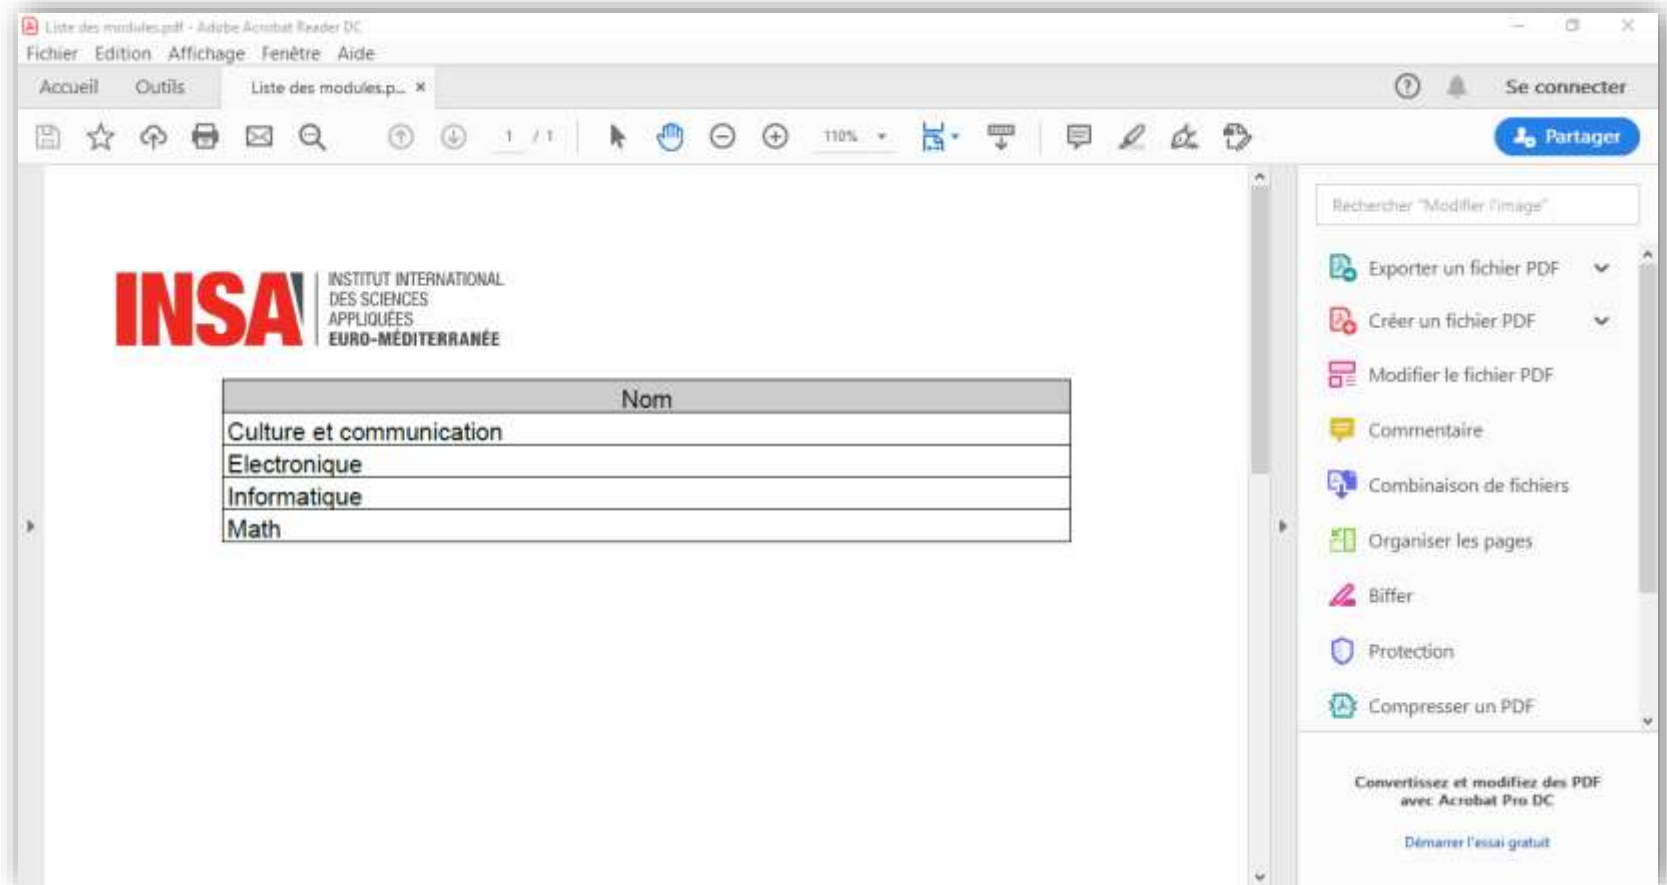 Liste des modules.pdf - Adobe Acrobat Reader DC
Fichier Edition Affichage Fenêtre Aide
Accueil Outils Liste des modules.p... × Se connecter
1 / 1 110% Partager
Rechercher "Modifier l'image"
INSA
INSTITUT INTERNATIONAL
DES SCIENCES
APPLIQUÉES
EURO-MÉDITERRANÉE
Nom
Culture et communication
Electronique
Informatique
Math
Exporter un fichier PDF
Créer un fichier PDF
Modifier le fichier PDF
Commentaire
Combinaison de fichiers
Organiser les pages
Biffer
Protection
Compresser un PDF
Convertissez et modifiez des PDF
avec Acrobat Pro DC
Démarrer l'essai gratuit